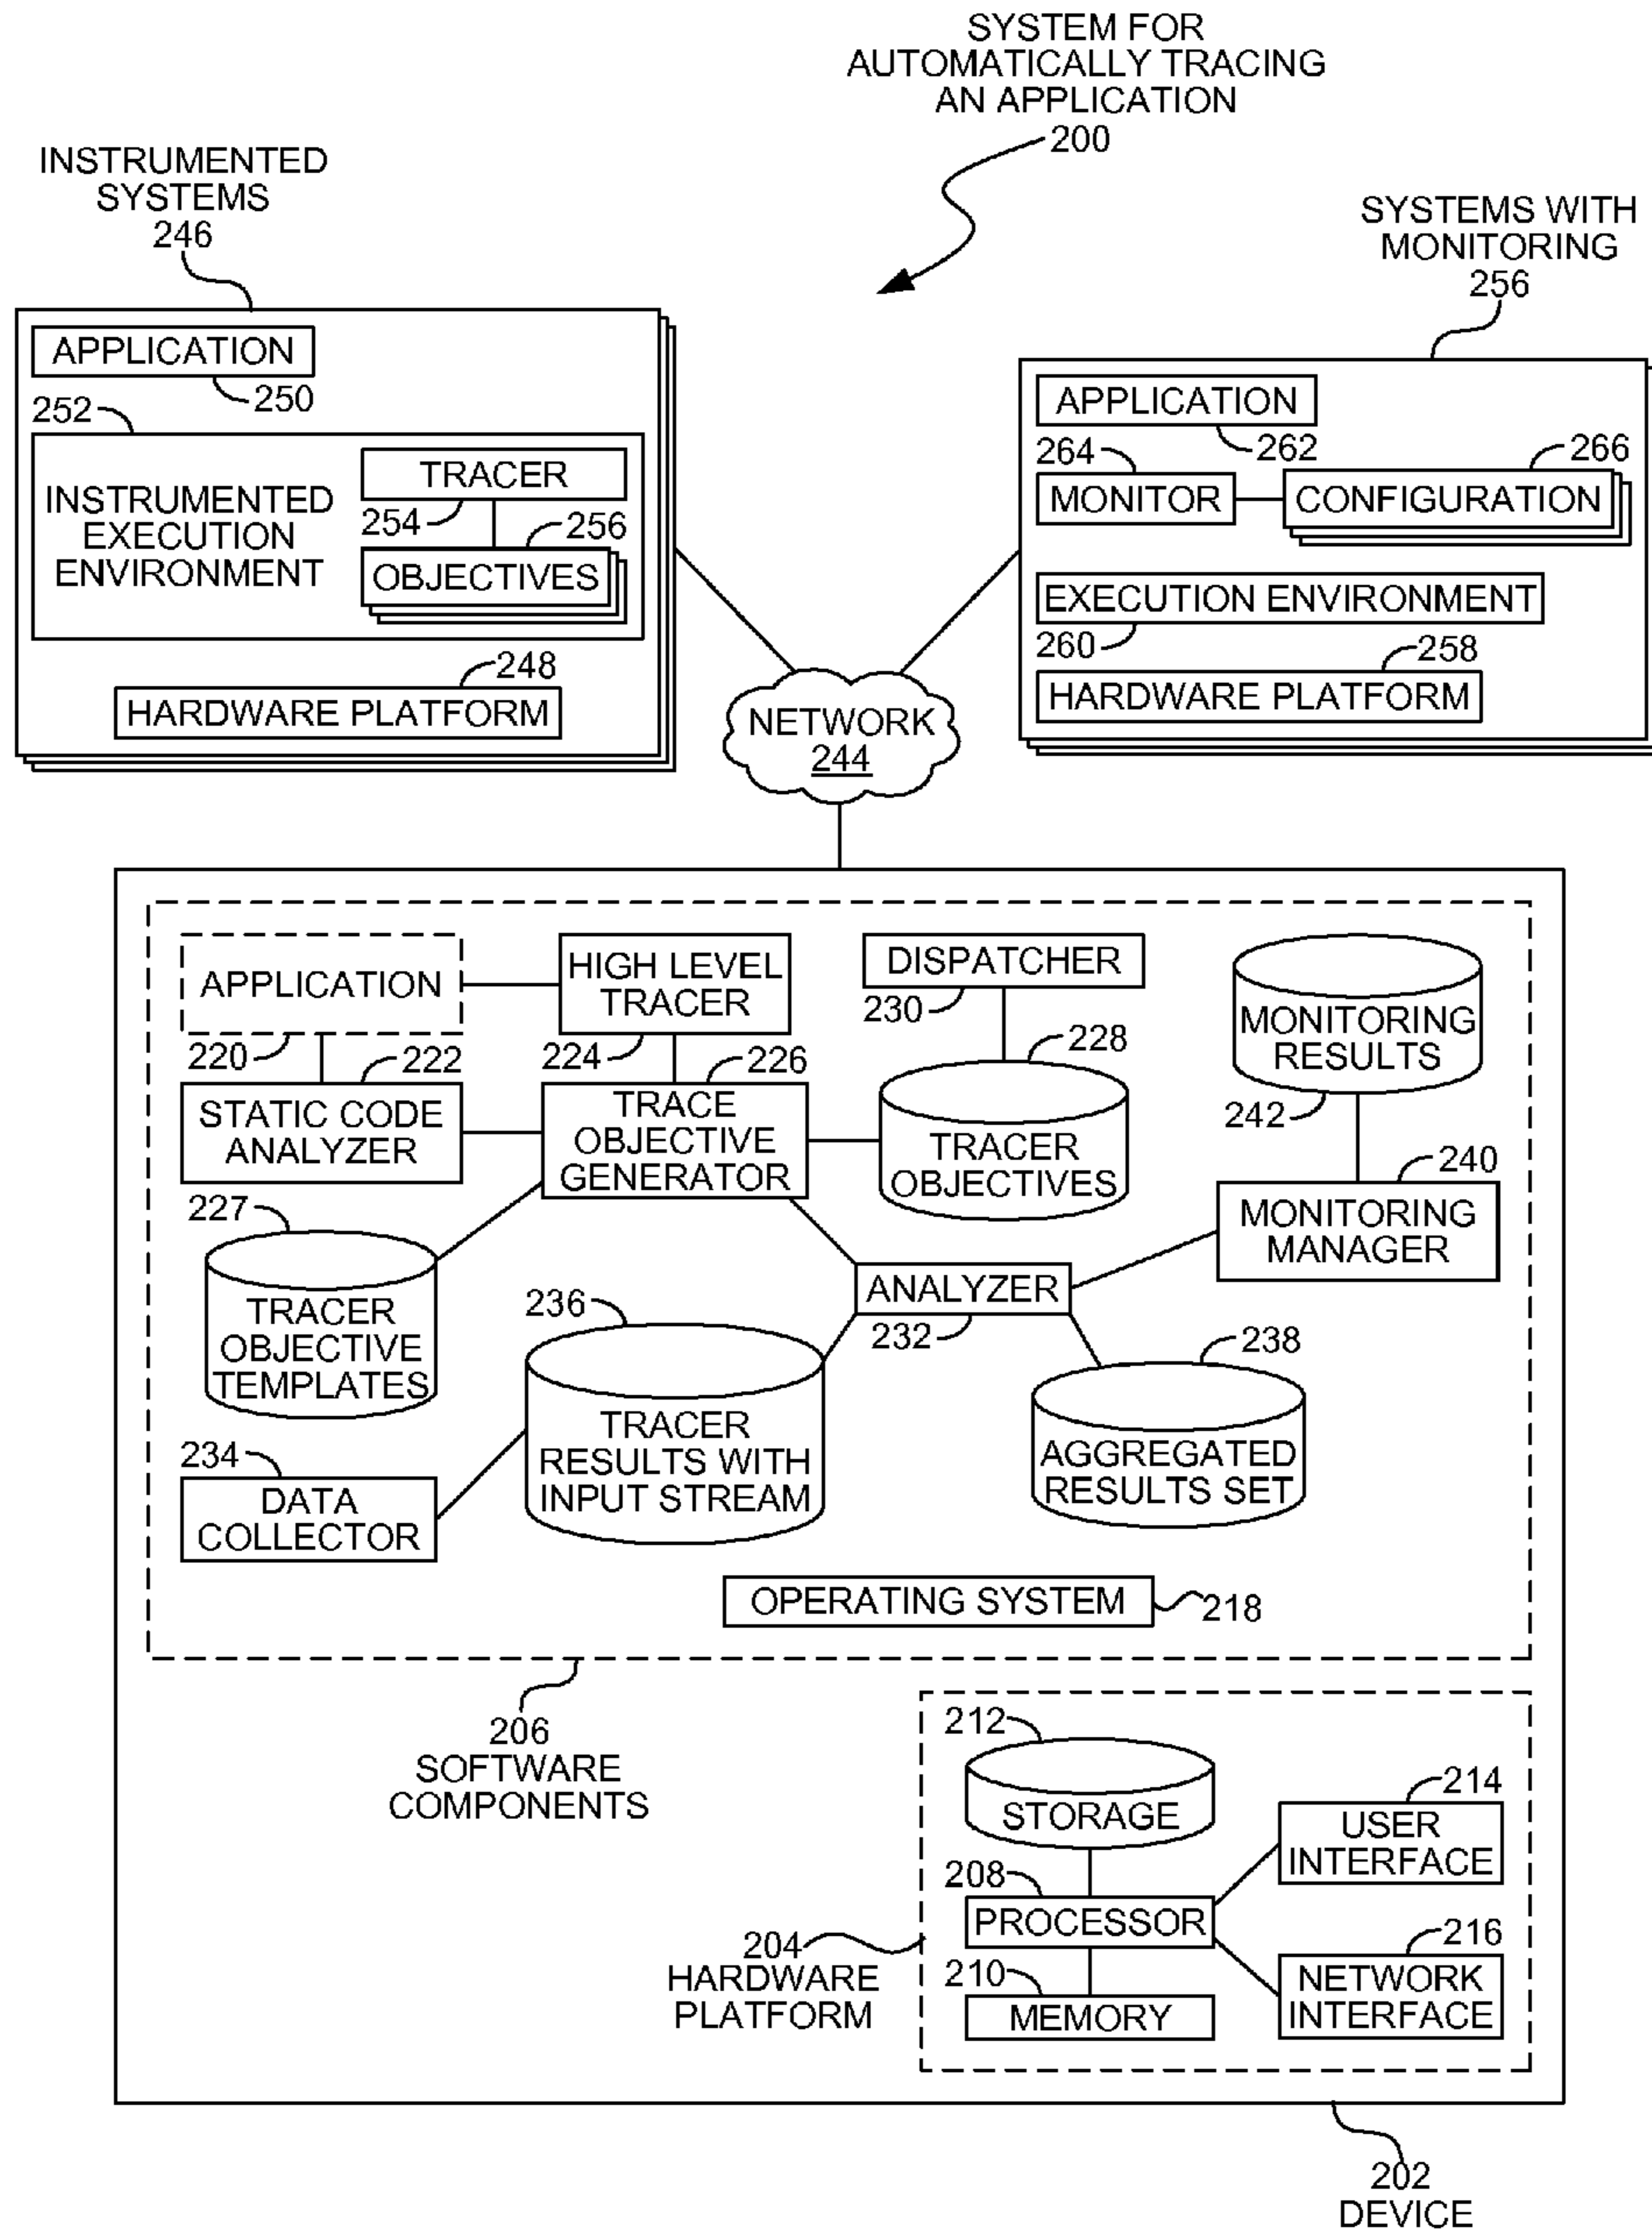 SYSTEM FOR
AUTOMATICALLY TRACING
AN APPLICATION
200
INSTRUMENTED
SYSTEMS
246
SYSTEMS WITH
MONITORING
256
APPLICATION
250
252
INSTRUMENTED
EXECUTION
ENVIRONMENT
TRACER
254
256
OBJECTIVES
248
HARDWARE PLATFORM
APPLICATION
262
264
MONITOR
266
CONFIGURATION
EXECUTION ENVIRONMENT
260
258
HARDWARE PLATFORM
NETWORK
244
APPLICATION
220
HIGH LEVEL
TRACER
224
DISPATCHER
230
MONITORING
RESULTS
242
222
STATIC CODE
ANALYZER
226
TRACE
OBJECTIVE
GENERATOR
228
TRACER
OBJECTIVES
240
MONITORING
MANAGER
227
TRACER
OBJECTIVE
TEMPLATES
236
TRACER
RESULTS WITH
INPUT STREAM
ANALYZER
232
238
AGGREGATED
RESULTS SET
234
DATA
COLLECTOR
OPERATING SYSTEM
218
206
SOFTWARE
COMPONENTS
212
STORAGE
214
USER
INTERFACE
208
PROCESSOR
204
HARDWARE
PLATFORM
210
MEMORY
216
NETWORK
INTERFACE
202
DEVICE